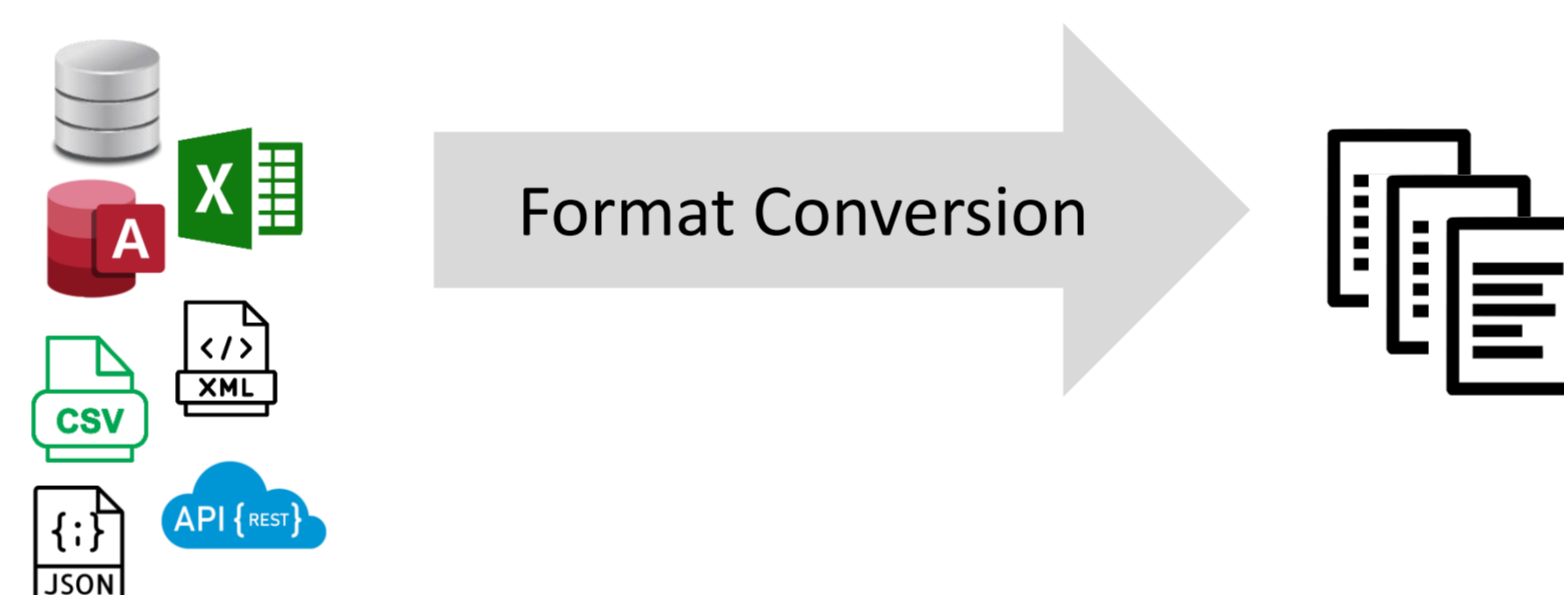 X
A
Format Conversion
</>
XML
CSV
{;}
JSON
API {REST}